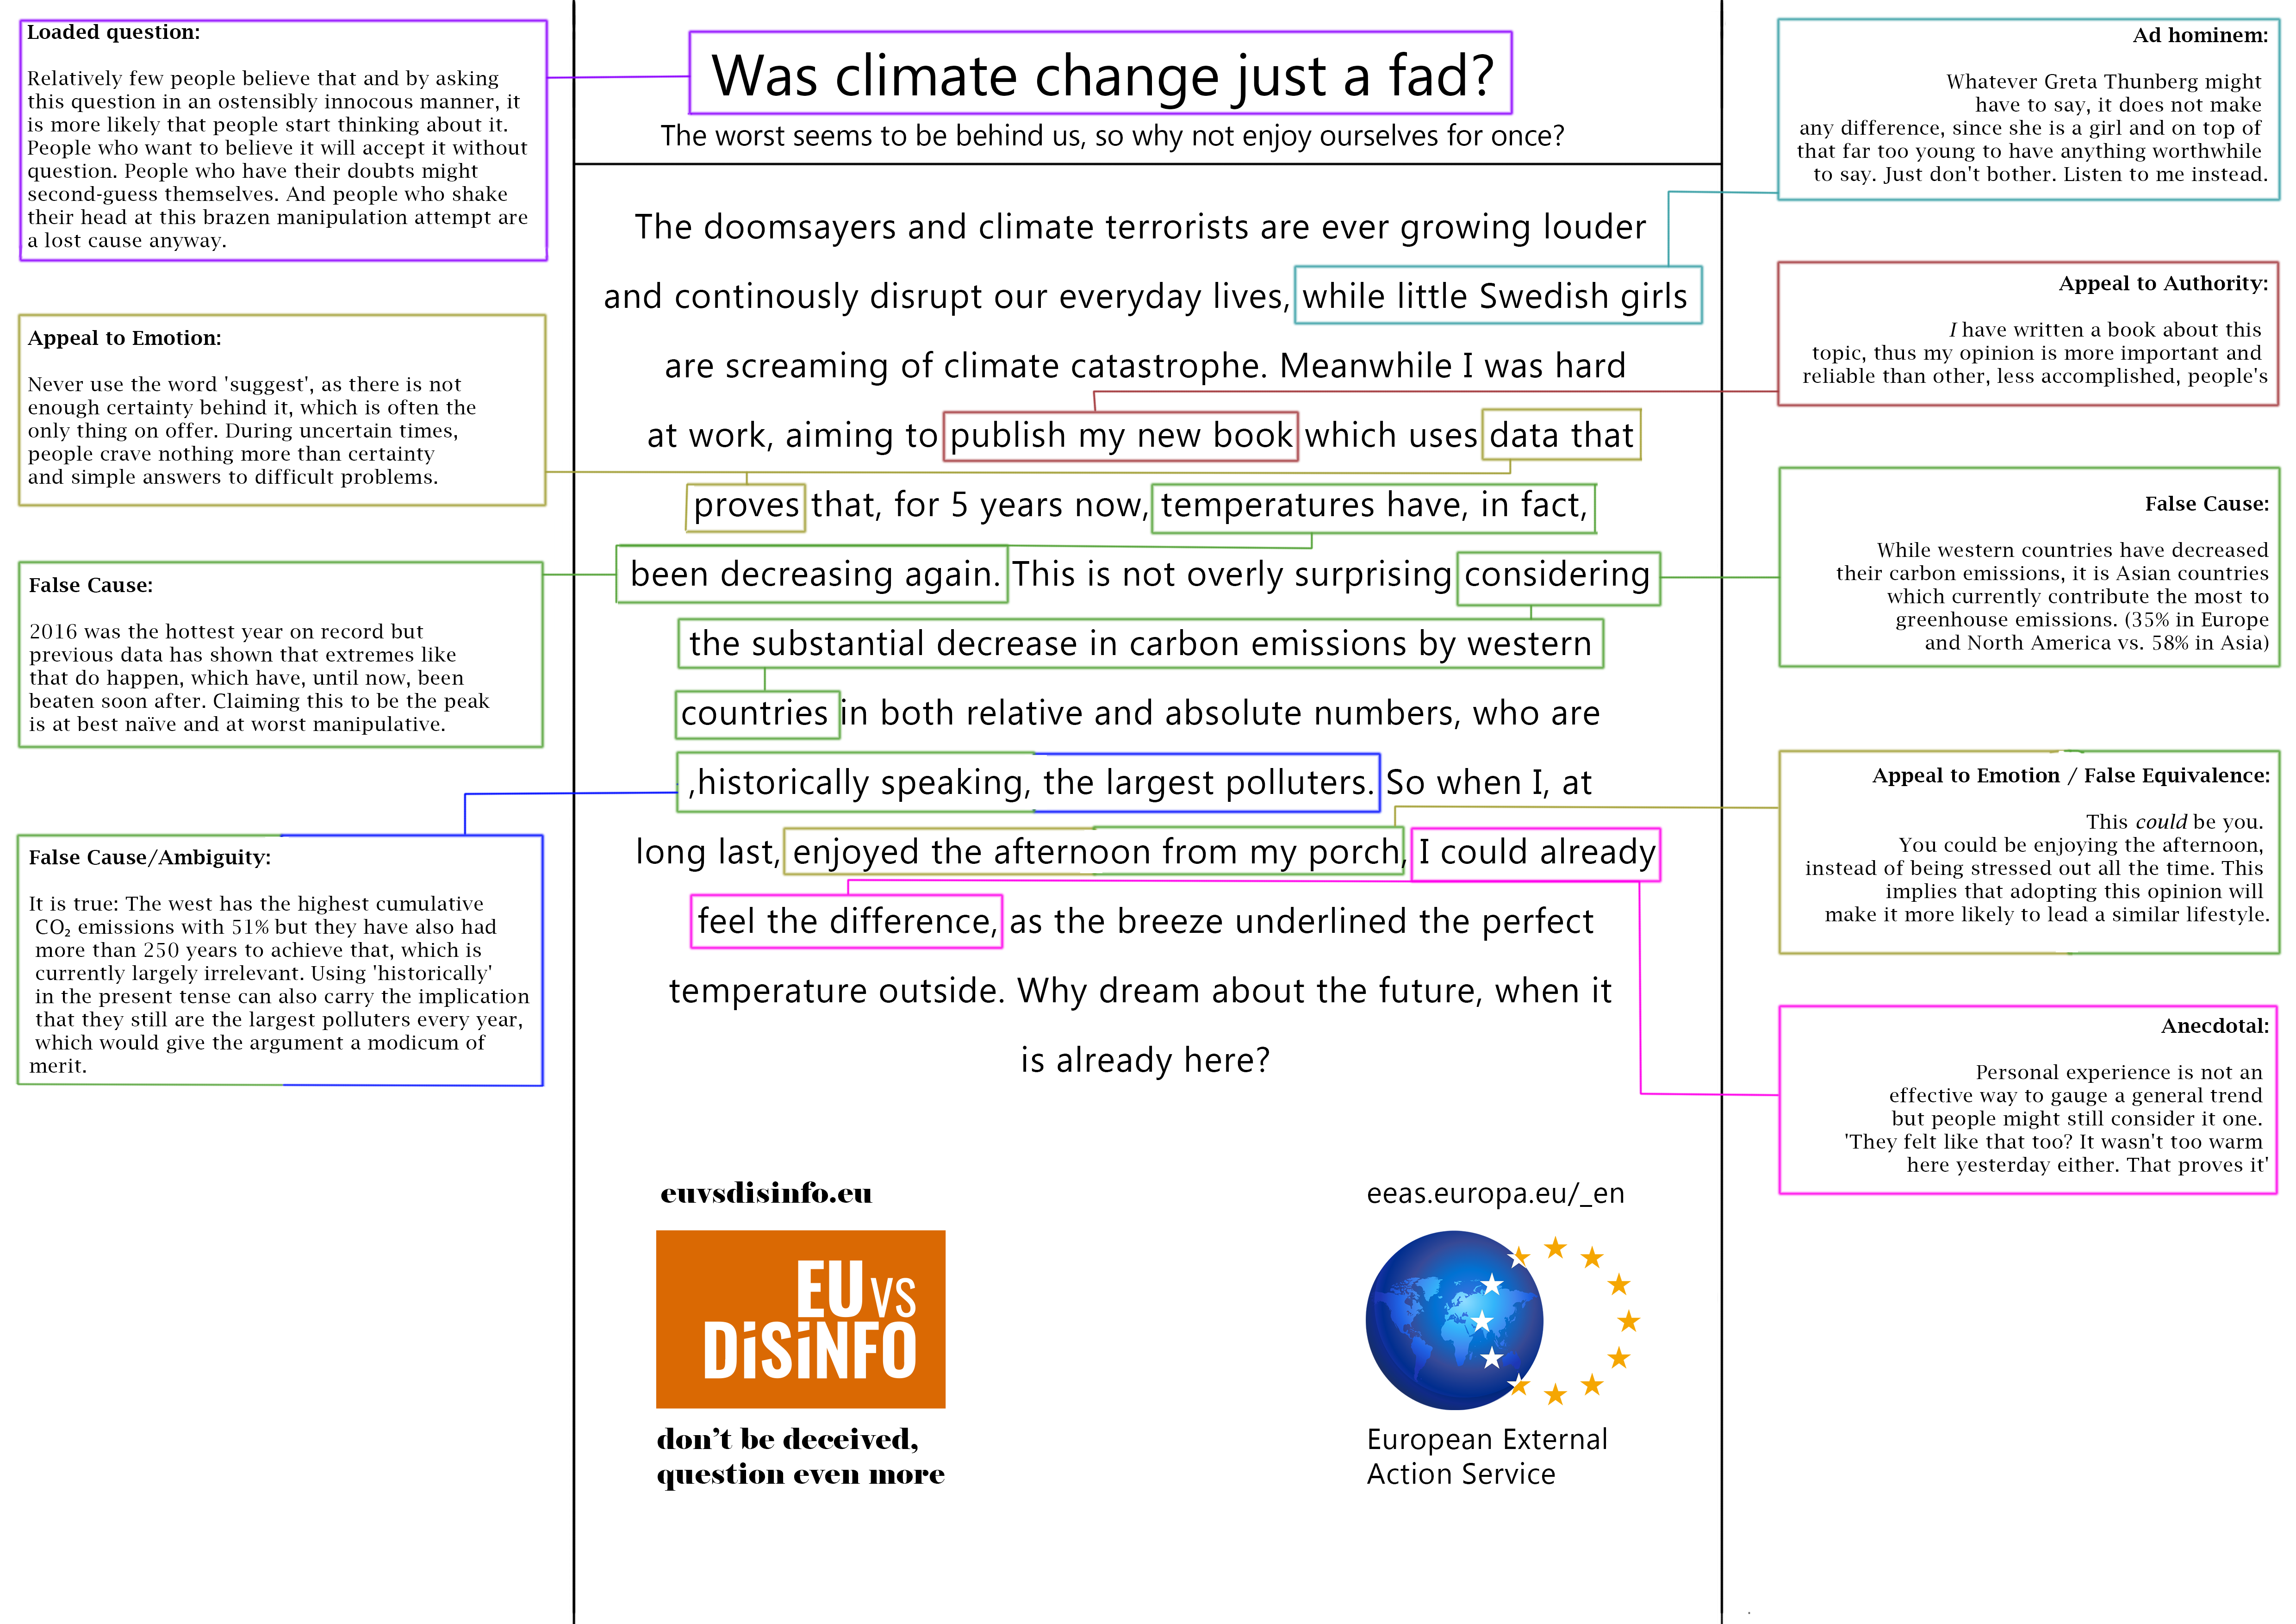 Loaded question:
Relatively few people believe that and by asking
this question in an ostensibly innocous manner, it
is more likely that people start thinking about it.
People who want to believe it will accept it without
question. People who have their doubts might
second-guess themselves. And people who shake
their head at this brazen manipulation attempt are
a lost cause anyway.
Appeal to Emotion:
Never use the word 'suggest', as there is not
enough certainty behind it, which is often the
only thing on offer. During uncertain times,
people crave nothing more than certainty
and simple answers to difficult problems.
False Cause:
2016 was the hottest year on record but
previous data has shown that extremes like
that do happen, which have, until now, been
beaten soon after. Claiming this to be the peak
is at best naïve and at worst manipulative.
False Cause/Ambiguity:
It is true: The west has the highest cumulative
CO₂ emissions with 51% but they have also had
more than 250 years to achieve that, which is
currently largely irrelevant. Using 'historically'
in the present tense can also carry the implication
that they still are the largest polluters every year,
which would give the argument a modicum of
merit.
Was climate change just a fad?
The worst seems to be behind us, so why not enjoy ourselves for once?
The doomsayers and climate terrorists are ever growing louder
and continously disrupt our everyday lives, while little Swedish girls
are screaming of climate catastrophe. Meanwhile I was hard
at work, aiming to publish my new book which uses data that
proves that, for 5 years now, temperatures have, in fact,
been decreasing again. This is not overly surprising considering
the substantial decrease in carbon emissions by western
countries in both relative and absolute numbers, who are
,historically speaking, the largest polluters. So when I, at
long last, enjoyed the afternoon from my porch, I could already
feel the difference, as the breeze underlined the perfect
temperature outside. Why dream about the future, when it
is already here?
euvsdisinfo.eu
EU VS
DiSiNFO
don't be deceived,
question even more
eeas.europa.eu/_en
European External
Action Service
Ad hominem:
Whatever Greta Thunberg might
have to say, it does not make
any difference, since she is a girl and on top of
that far too young to have anything worthwhile
to say. Just don't bother. Listen to me instead.
Appeal to Authority:
I have written a book about this
topic, thus my opinion is more important and
reliable than other, less accomplished, people's
False Cause:
While western countries have decreased
their carbon emissions, it is Asian countries
which currently contribute the most to
greenhouse emissions. (35% in Europe
and North America vs. 58% in Asia)
Appeal to Emotion / False Equivalence:
This could be you.
You could be enjoying the afternoon,
instead of being stressed out all the time. This
implies that adopting this opinion will
make it more likely to lead a similar lifestyle.
Anecdotal:
Personal experience is not an
effective way to gauge a general trend
but people might still consider it one.
'They felt like that too? It wasn't too warm
here yesterday either. That proves it'